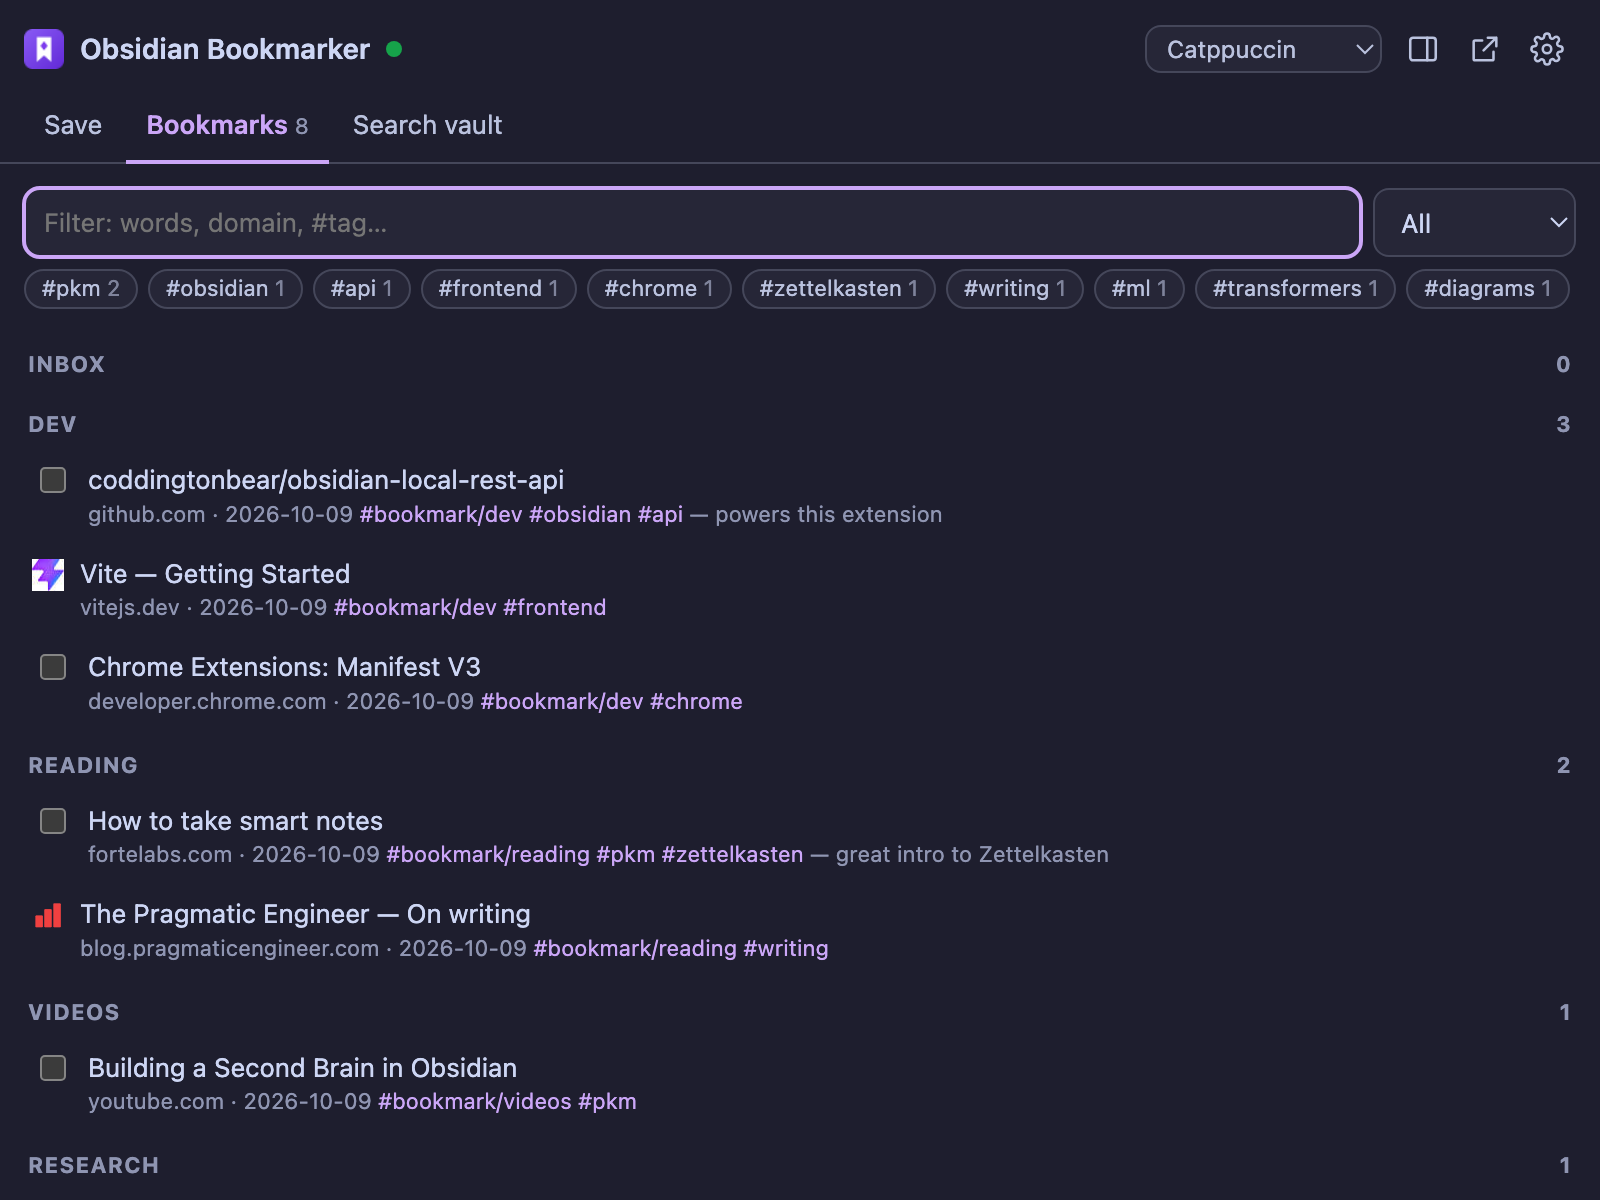 Obsidian Bookmarker
Catppuccin
Save
Bookmarks 8
Search vault
Filter: words, domain, #tag...
All
#pkm 2
#obsidian 1
#api 1
#frontend 1
#chrome 1
#zettelkasten 1
#writing 1
#ml 1
#transformers 1
#diagrams 1
INBOX 0
DEV 3
coddingtonbear/obsidian-local-rest-api
github.com · 2026-10-09 #bookmark/dev #obsidian #api — powers this extension
Vite — Getting Started
vitejs.dev · 2026-10-09 #bookmark/dev #frontend
Chrome Extensions: Manifest V3
developer.chrome.com · 2026-10-09 #bookmark/dev #chrome
READING 2
How to take smart notes
fortelabs.com · 2026-10-09 #bookmark/reading #pkm #zettelkasten — great intro to Zettelkasten
The Pragmatic Engineer — On writing
blog.pragmaticengineer.com · 2026-10-09 #bookmark/reading #writing
VIDEOS 1
Building a Second Brain in Obsidian
youtube.com · 2026-10-09 #bookmark/videos #pkm
RESEARCH 1